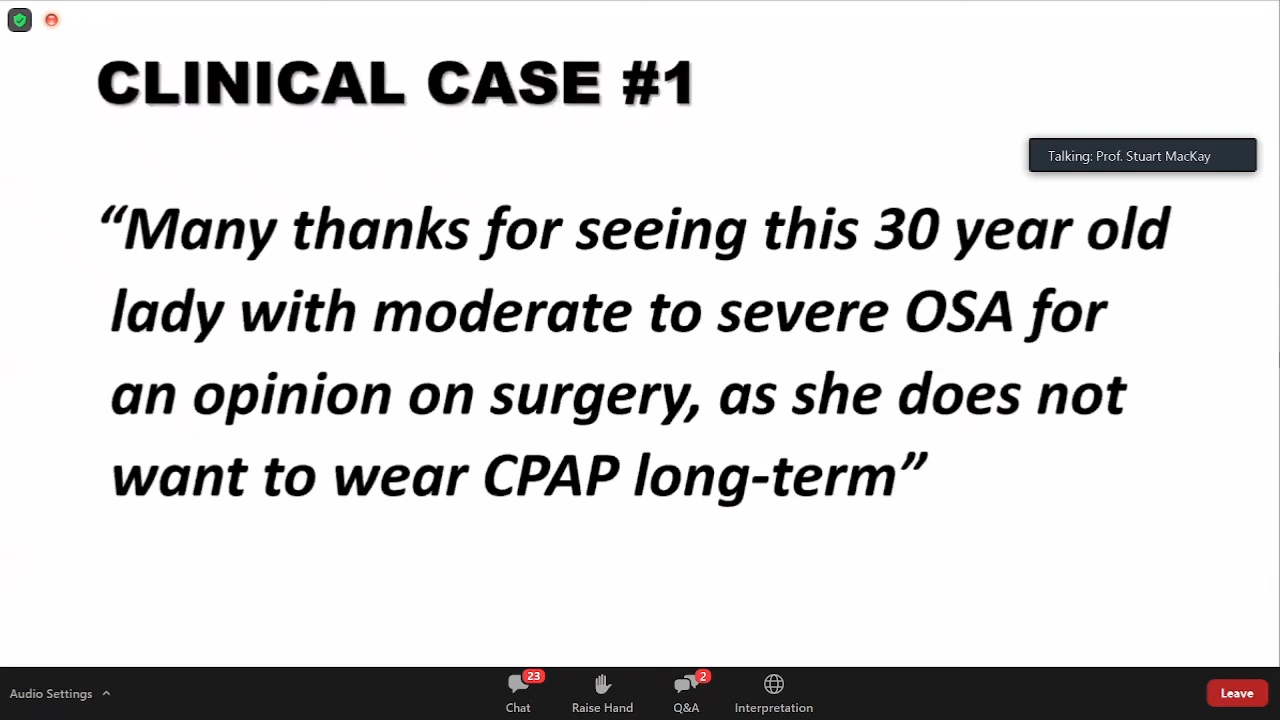 CLINICAL CASE #1
Talking: Prof. Stuart MacKay
“Many thanks for seeing this 30 year old
lady with moderate to severe OSA for
an opinion on surgery, as she does not
want to wear CPAP long-term”
Audio Settings
23
Chat
Raise Hand
2
Q&A
Interpretation
Leave